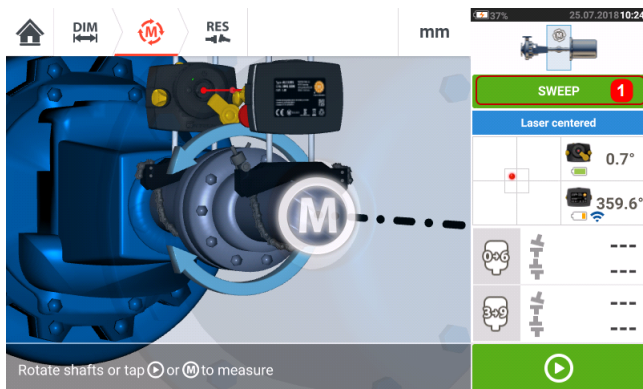 37% 25.07.2018 10:24
DIM M RES mm
SWEEP 1
Laser centered
0.7°
359.6°
M
0→6 ---
---
3→9 ---
---
Rotate shafts or tap or M to measure